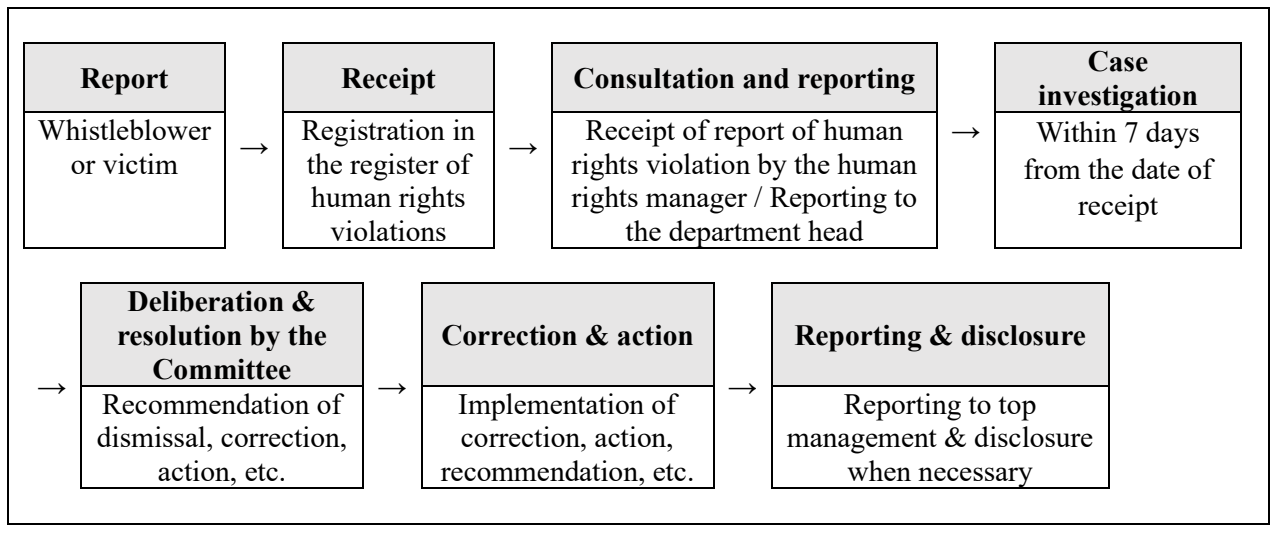 Report
Whistleblower
or victim
→
Receipt
Registration in
the register of
human rights
violations
→
Consultation and reporting
Receipt of report of human
rights violation by the human
rights manager / Reporting to
the department head
→
Case
investigation
Within 7 days
from the date of
receipt
→
Deliberation &
resolution by the
Committee
Recommendation of
dismissal, correction,
action, etc.
→
Correction & action
Implementation of
correction, action,
recommendation, etc.
→
Reporting & disclosure
Reporting to top
management & disclosure
when necessary